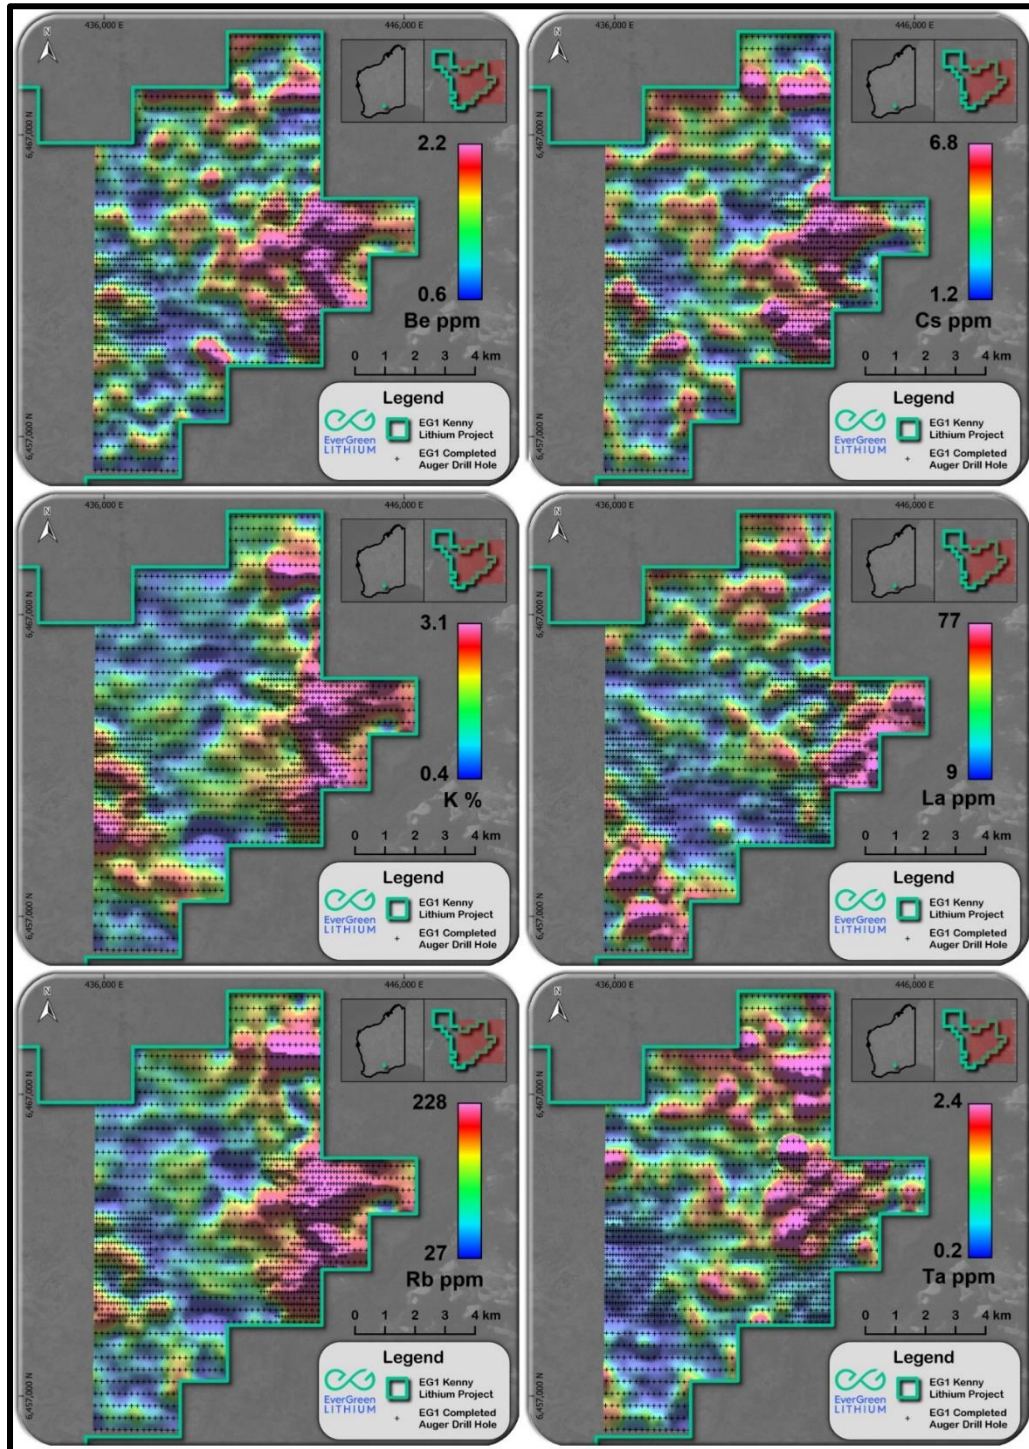 436,000 E
446,000 E
N
6,467,000 N
2.2
0.6
Be ppm
0 1 2 3 4 km
Legend
EverGreen
LITHIUM
EG1 Kenny
Lithium Project
EG1 Completed
Auger Drill Hole
6,457,000 N
436,000 E
446,000 E
N
6,467,000 N
6.8
1.2
Cs ppm
0 1 2 3 4 km
Legend
EverGreen
LITHIUM
EG1 Kenny
Lithium Project
EG1 Completed
Auger Drill Hole
6,457,000 N
436,000 E
446,000 E
N
6,467,000 N
3.1
0.4
K %
0 1 2 3 4 km
Legend
EverGreen
LITHIUM
EG1 Kenny
Lithium Project
EG1 Completed
Auger Drill Hole
6,457,000 N
436,000 E
446,000 E
N
6,467,000 N
77
9
La ppm
0 1 2 3 4 km
Legend
EverGreen
LITHIUM
EG1 Kenny
Lithium Project
EG1 Completed
Auger Drill Hole
6,457,000 N
436,000 E
446,000 E
N
6,467,000 N
228
27
Rb ppm
0 1 2 3 4 km
Legend
EverGreen
LITHIUM
EG1 Kenny
Lithium Project
EG1 Completed
Auger Drill Hole
6,457,000 N
436,000 E
446,000 E
N
6,467,000 N
2.4
0.2
Ta ppm
0 1 2 3 4 km
Legend
EverGreen
LITHIUM
EG1 Kenny
Lithium Project
EG1 Completed
Auger Drill Hole
6,457,000 N